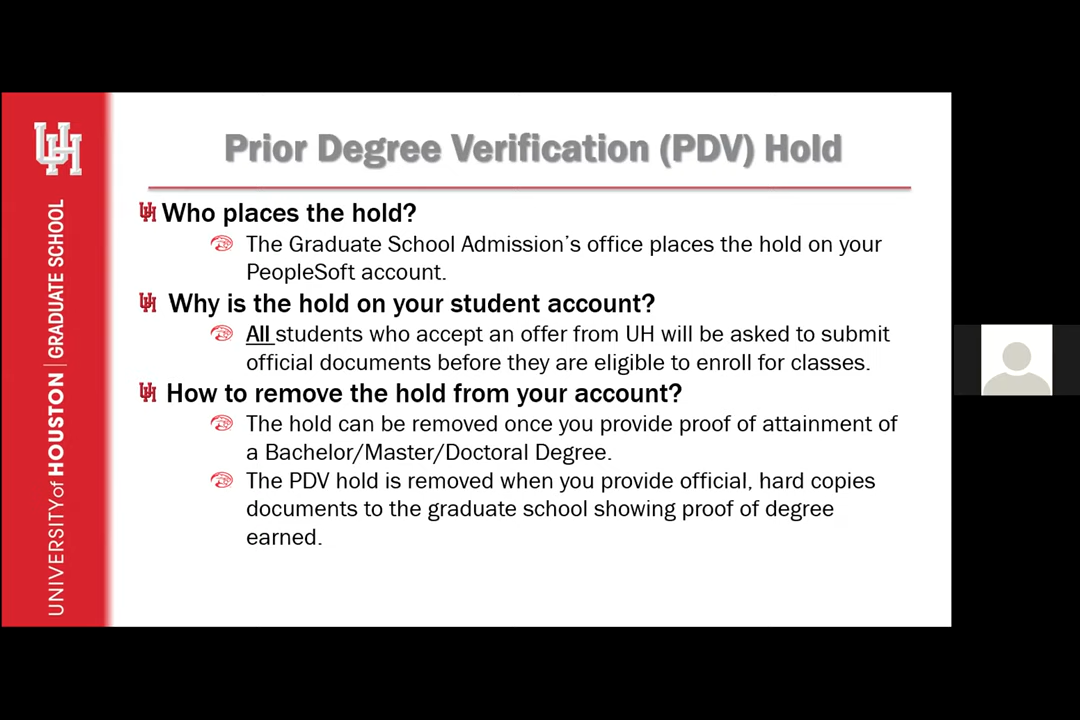 UH
UNIVERSITY of HOUSTON | GRADUATE SCHOOL
Prior Degree Verification (PDV) Hold
Who places the hold?
The Graduate School Admission's office places the hold on your
PeopleSoft account.
Why is the hold on your student account?
All students who accept an offer from UH will be asked to submit
official documents before they are eligible to enroll for classes.
How to remove the hold from your account?
The hold can be removed once you provide proof of attainment of
a Bachelor/Master/Doctoral Degree.
The PDV hold is removed when you provide official, hard copies
documents to the graduate school showing proof of degree
earned.